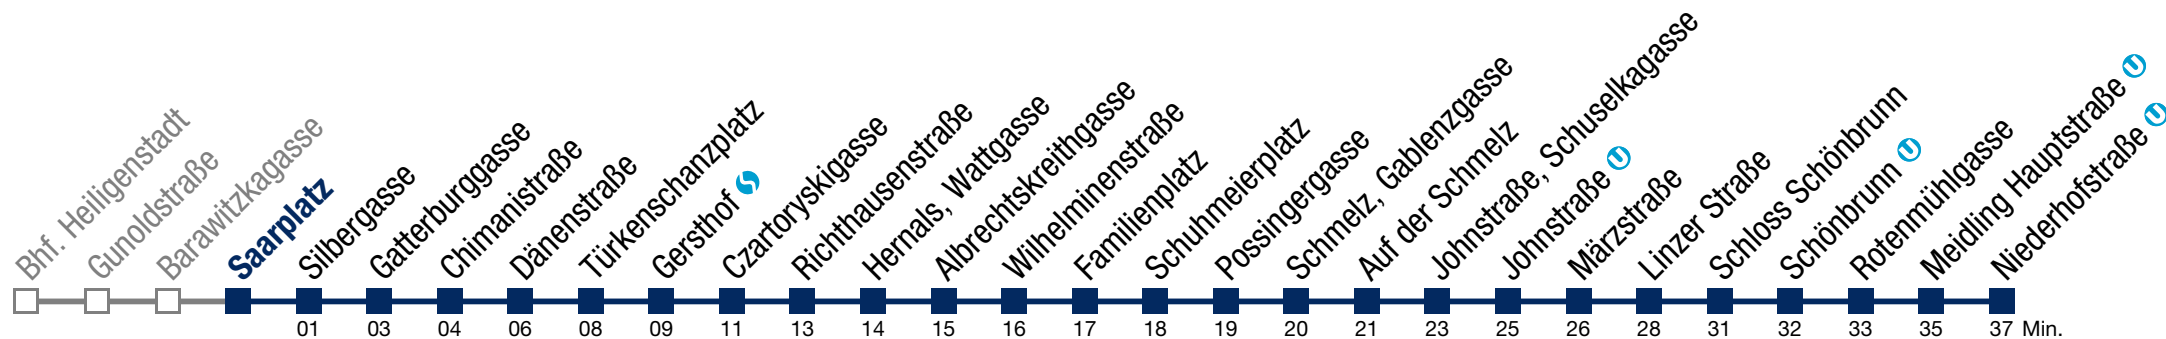 Bhf. Heiligenstadt
Gunoldstraße
Barawitzkagasse
Saarplatz
Silbergasse
Gatterburggasse
Chimanistraße
Dänenstraße
Türkenschanzplatz
Gersthof
Czartoryskigasse
Richthausenstraße
Hernals, Wattgasse
Albrechtskreithgasse
Wilhelminenstraße
Familienplatz
Schuhmeierplatz
Possingergasse
Schmelz, Gablenzgasse
Auf der Schmelz
Johnstraße, Schuselkagasse
Johnstraße U
Märzstraße
Linzer Straße
Schloss Schönbrunn
Schönbrunn U
Rotenmühlgasse
Meidling Hauptstraße U
Niederhofstraße U
01 03 04 06 08 09 11 13 14 15 16 17 18 19 20 21 23 25 26 28 31 32 33 35 37 Min.